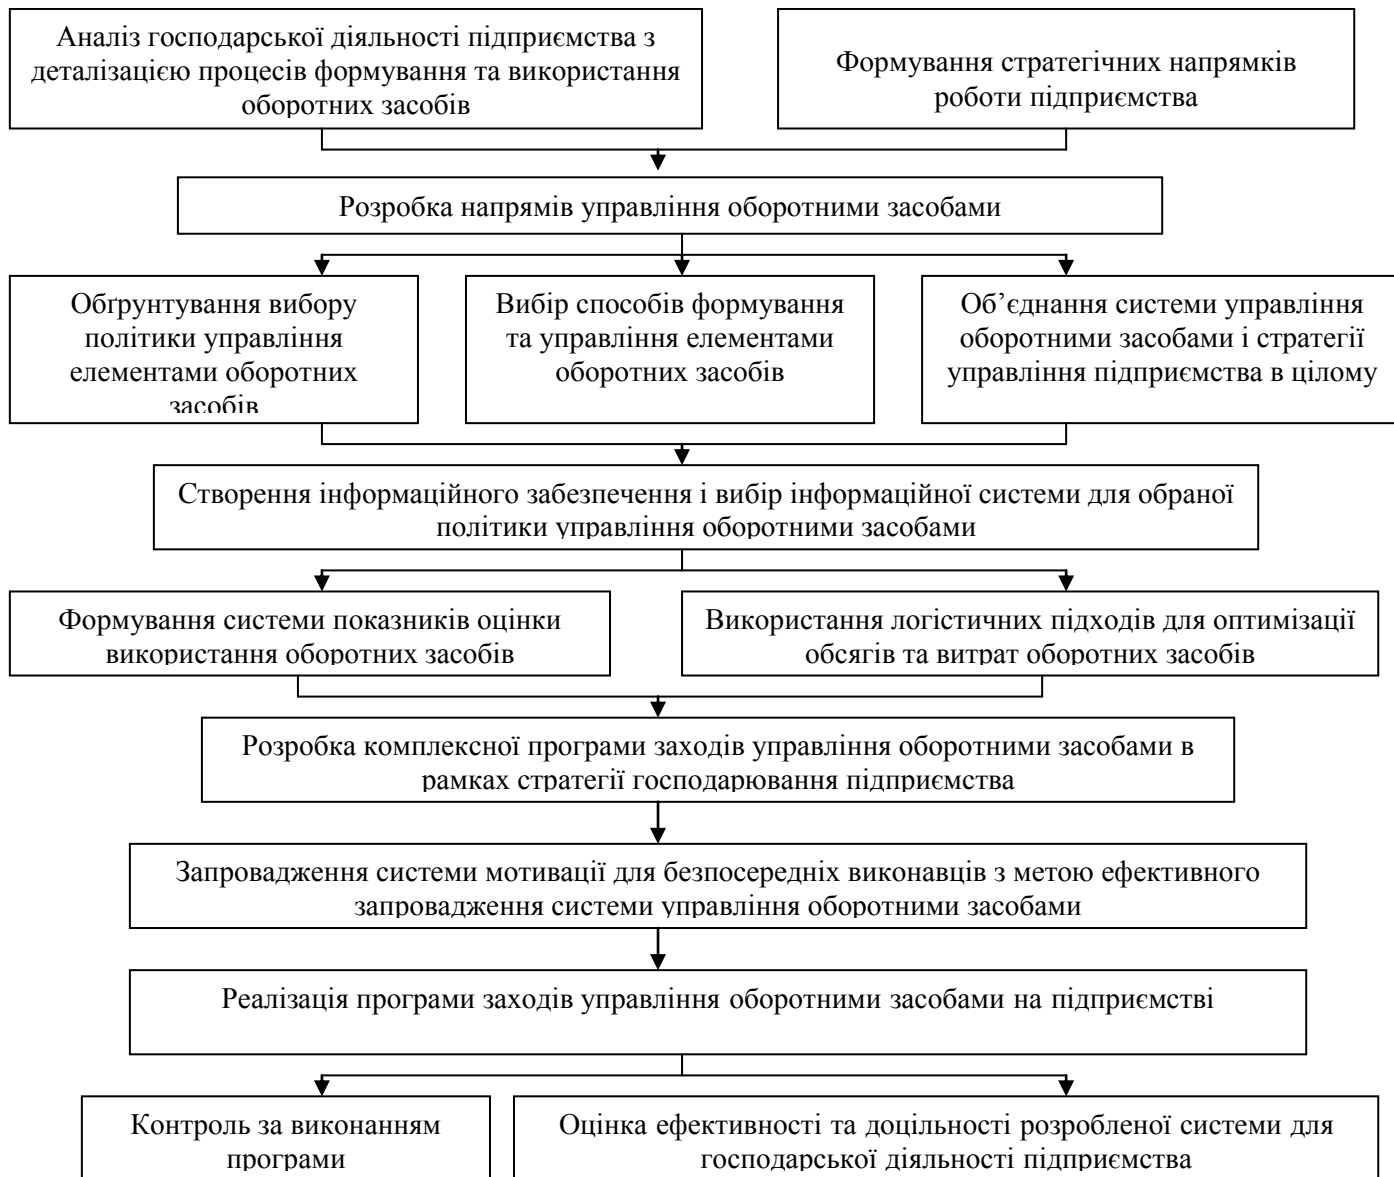 Аналіз господарської діяльності підприємства з
деталізацією процесів формування та використання
оборотних засобів
Формування стратегічних напрямків
роботи підприємства
Розробка напрямів управління оборотними засобами
Обґрунтування вибору
політики управління
елементами оборотних
засобів
Вибір способів формування
та управління елементами
оборотних засобів
Об’єднання системи управління
оборотними засобами і стратегії
управління підприємства в цілому
Створення інформаційного забезпечення і вибір інформаційної системи для обраної
політики управління оборотними засобами
Формування системи показників оцінки
використання оборотних засобів
Використання логістичних підходів для оптимізації
обсягів та витрат оборотних засобів
Розробка комплексної програми заходів управління оборотними засобами в
рамках стратегії господарювання підприємства
Запровадження системи мотивації для безпосередніх виконавців з метою ефективного
запровадження системи управління оборотними засобами
Реалізація програми заходів управління оборотними засобами на підприємстві
Контроль за виконанням
програми
Оцінка ефективності та доцільності розробленої системи для
господарської діяльності підприємства